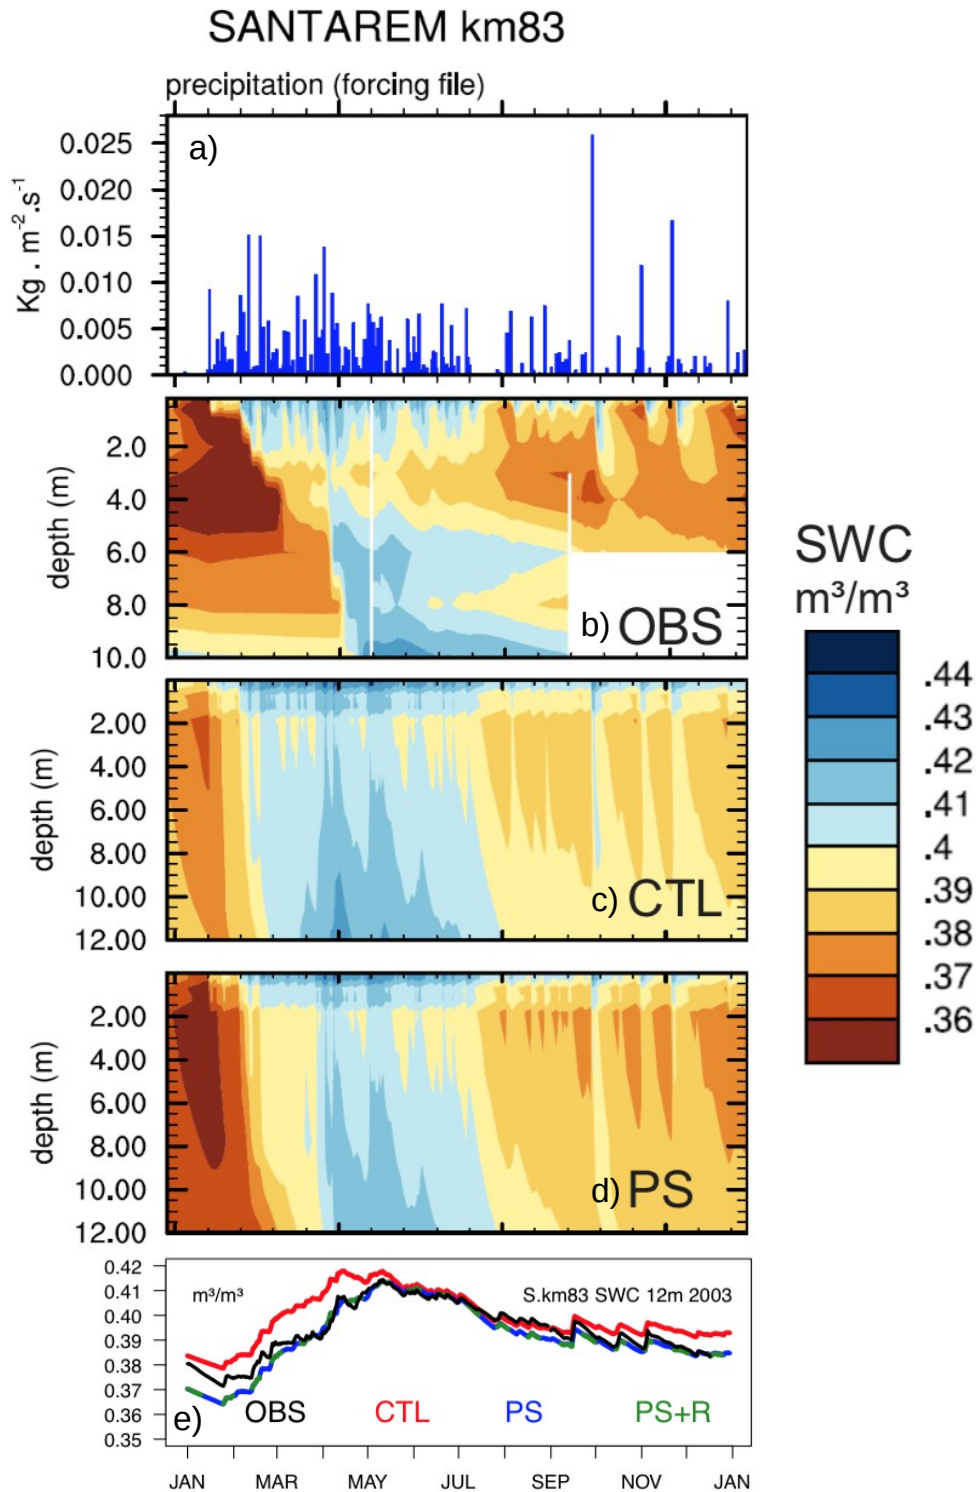 SANTAREM km83
precipitation (forcing file)
a)
Kg . m⁻².s⁻¹
0.025
0.020
0.015
0.010
0.005
0.000
depth (m)
2.0
4.0
6.0
8.0
10.0
b) OBS
depth (m)
2.00
4.00
6.00
8.00
10.00
12.00
c) CTL
depth (m)
2.00
4.00
6.00
8.00
10.00
12.00
d) PS
SWC
m³/m³
.44
.43
.42
.41
.4
.39
.38
.37
.36
0.42
0.41
0.40
0.39
0.38
0.37
0.36
0.35
m³/m³
S.km83 SWC 12m 2003
e)
OBS CTL PS PS+R
JAN MAR MAY JUL SEP NOV JAN